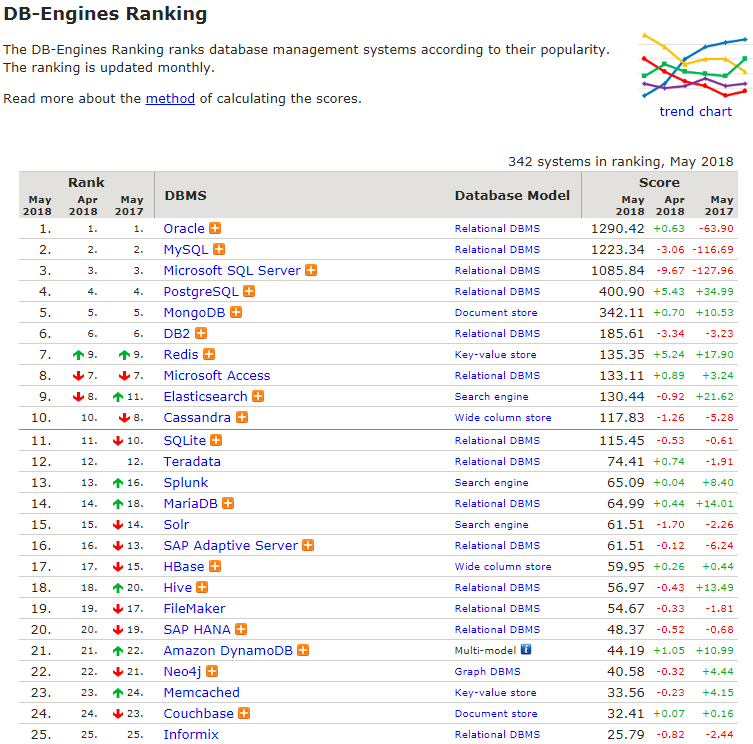 DB-Engines Ranking
The DB-Engines Ranking ranks database management systems according to their popularity.
The ranking is updated monthly.
Read more about the method of calculating the scores.
trend chart
342 systems in ranking, May 2018
Rank DBMS Database Model Score
May 2018 Apr 2018 May 2017 May 2018 Apr 2018 May 2017
1. 1. 1. Oracle Relational DBMS 1290.42 +0.63 -63.90
2. 2. 2. MySQL Relational DBMS 1223.34 -3.06 -116.69
3. 3. 3. Microsoft SQL Server Relational DBMS 1085.84 -9.67 -127.96
4. 4. 4. PostgreSQL Relational DBMS 400.90 +5.43 +34.99
5. 5. 5. MongoDB Document store 342.11 +0.70 +10.53
6. 6. 6. DB2 Relational DBMS 185.61 -3.34 -3.23
7. 9. 9. Redis Key-value store 135.35 +5.24 +17.90
8. 7. 7. Microsoft Access Relational DBMS 133.11 +0.89 +3.24
9. 8. 11. Elasticsearch Search engine 130.44 -0.92 +21.62
10. 10. 8. Cassandra Wide column store 117.83 -1.26 -5.28
11. 11. 10. SQLite Relational DBMS 115.45 -0.53 -0.61
12. 12. 12. Teradata Relational DBMS 74.41 +0.74 -1.91
13. 13. 16. Splunk Search engine 65.09 +0.04 +8.40
14. 14. 18. MariaDB Relational DBMS 64.99 +0.44 +14.01
15. 15. 14. Solr Search engine 61.51 -1.70 -2.26
16. 16. 13. SAP Adaptive Server Relational DBMS 61.51 -0.12 -6.24
17. 17. 15. HBase Wide column store 59.95 +0.26 +0.44
18. 18. 20. Hive Relational DBMS 56.97 -0.43 +13.49
19. 19. 17. FileMaker Relational DBMS 54.67 -0.33 -1.81
20. 20. 19. SAP HANA Relational DBMS 48.37 -0.52 -0.68
21. 21. 22. Amazon DynamoDB Multi-model i 44.19 +1.05 +10.99
22. 22. 21. Neo4j Graph DBMS 40.58 -0.32 +4.44
23. 23. 24. Memcached Key-value store 33.56 -0.23 +4.15
24. 24. 23. Couchbase Document store 32.41 +0.07 +0.16
25. 25. 25. Informix Relational DBMS 25.79 -0.82 -2.44